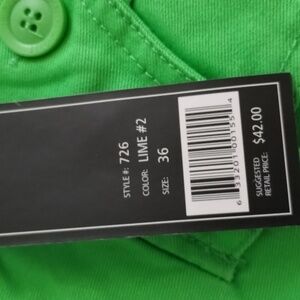 STYLE #: 726
COLOR: LIME #2
SIZE: 36
SUGGESTED
RETAIL PRICE: $42.00